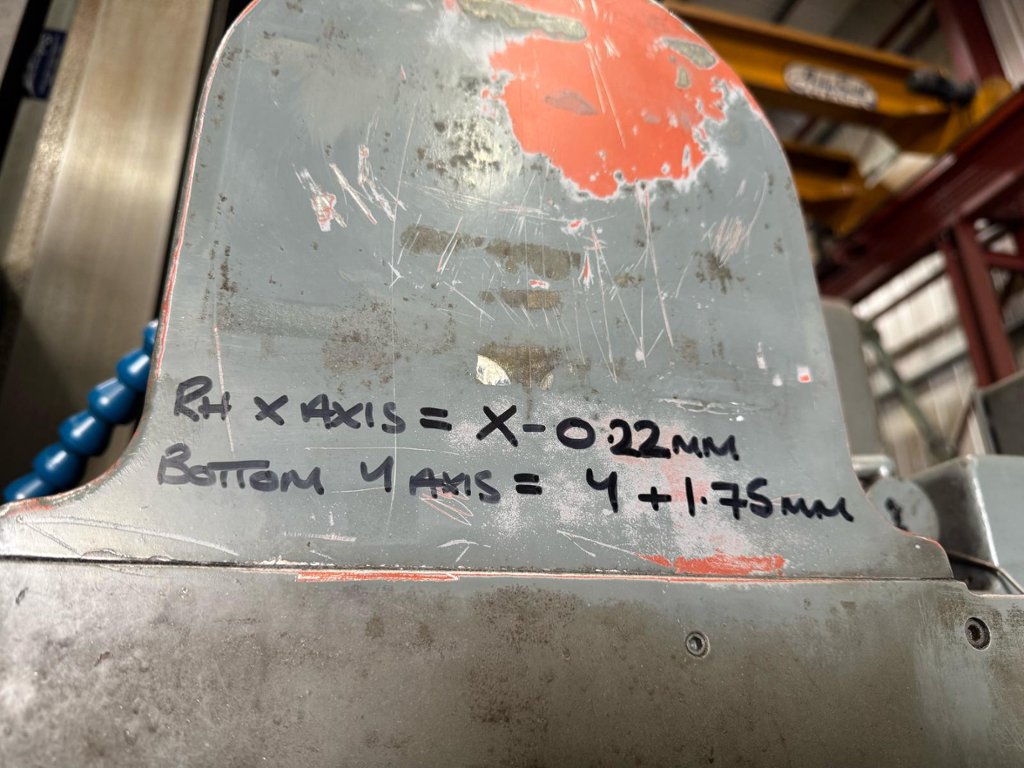 RH X AXIS = X-0.22MM
BOTTOM Y AXIS = Y+1.75MM